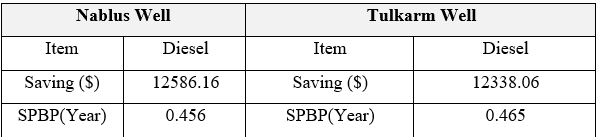 Nablus Well Tulkarm Well
Item Diesel Item Diesel
Saving ($) 12586.16 Saving ($) 12338.06
SPBP(Year) 0.456 SPBP(Year) 0.465